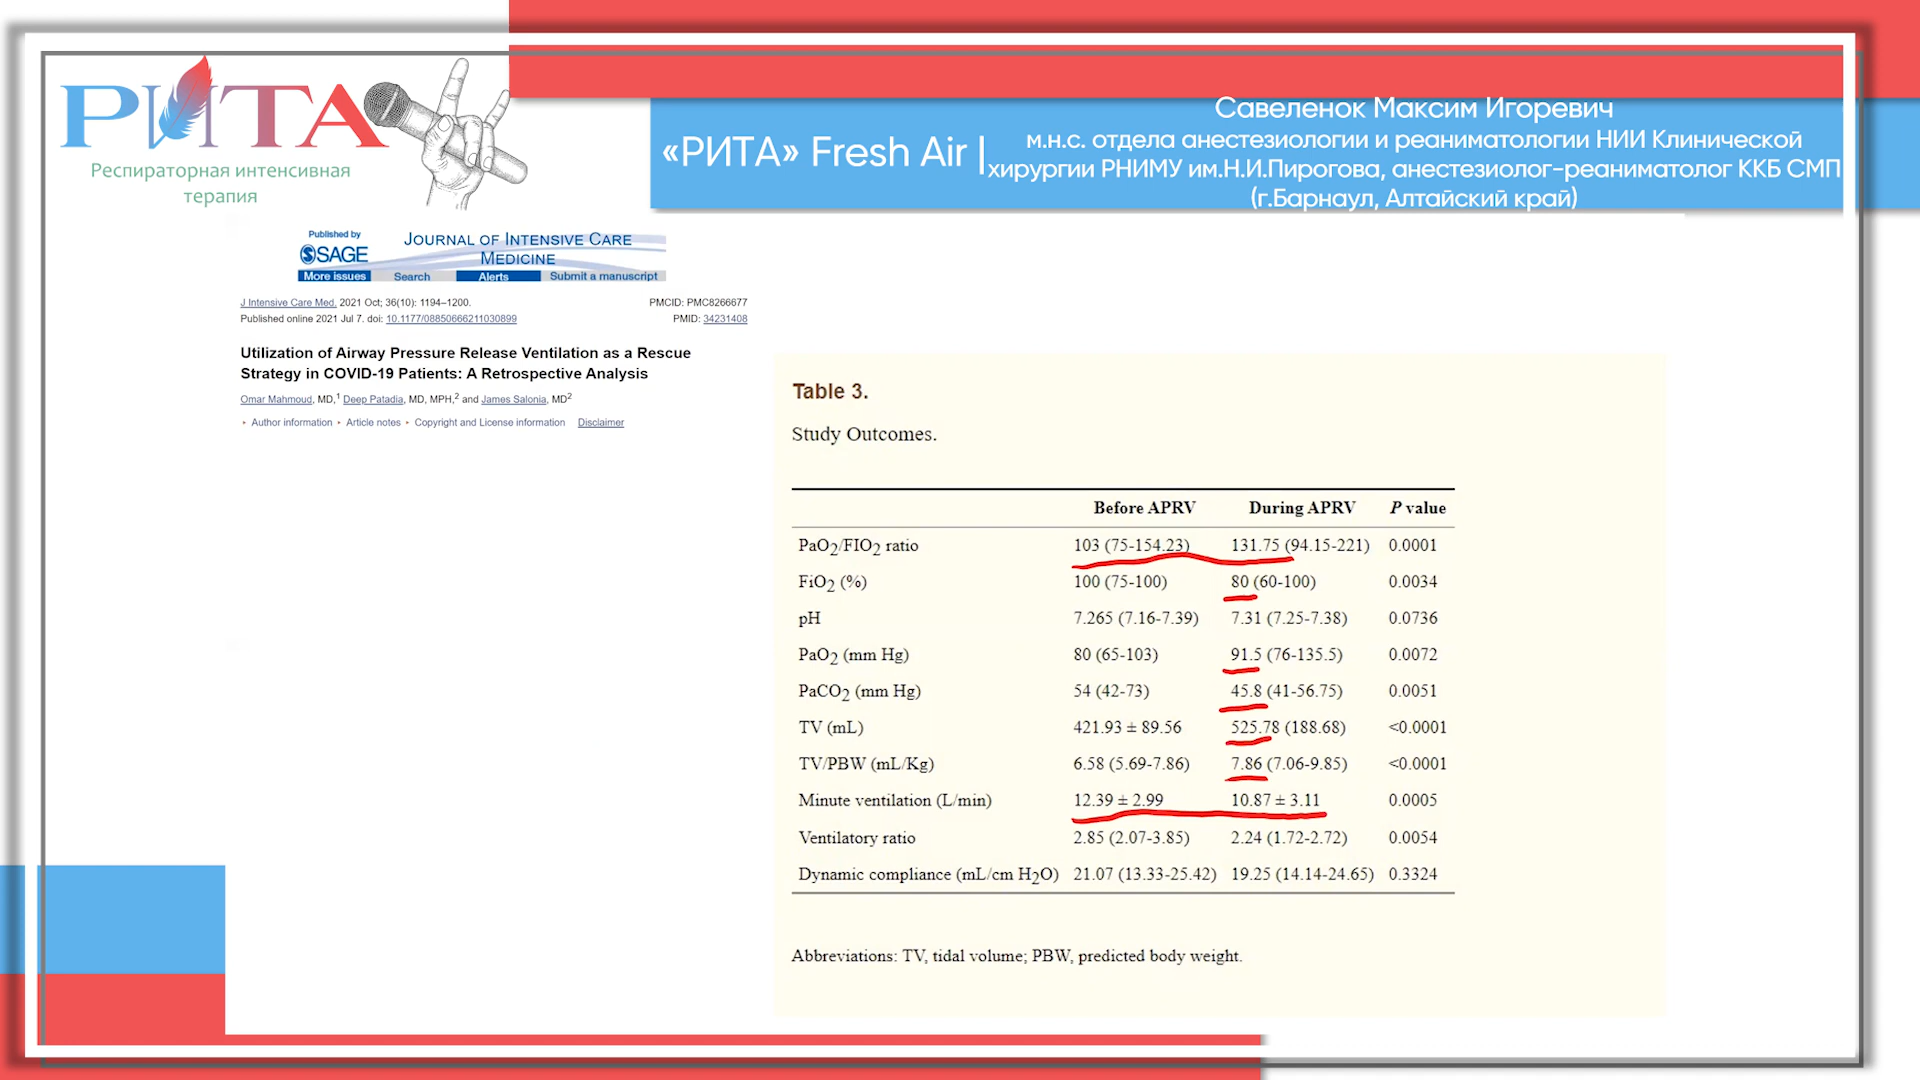 РИТА
Респираторная интенсивная
терапия
«РИТА» Fresh Air |
Савеленок Максим Игоревич
м.н.с. отдела анестезиологии и реаниматологии НИИ Клинической
хирургии РНИМУ им.Н.И.Пирогова, анестезиолог-реаниматолог ККБ СМП
(г.Барнаул, Алтайский край)
Published by
SAGE
JOURNAL OF INTENSIVE CARE
MEDICINE
More issues Search Alerts Submit a manuscript
J Intensive Care Med. 2021 Oct; 36(10): 1194–1200. PMCID: PMC8266677
Published online 2021 Jul 7. doi: 10.1177/08850666211030899 PMID: 34231408
Utilization of Airway Pressure Release Ventilation as a Rescue
Strategy in COVID-19 Patients: A Retrospective Analysis
Omar Mahmoud, MD,1 Deep Patadia, MD, MPH,2 and James Salonia, MD2
• Author information • Article notes • Copyright and License information Disclaimer
Table 3.
Study Outcomes.
Before APRV During APRV P value
PaO2/FIO2 ratio 103 (75-154.23) 131.75 (94.15-221) 0.0001
FiO2 (%) 100 (75-100) 80 (60-100) 0.0034
pH 7.265 (7.16-7.39) 7.31 (7.25-7.38) 0.0736
PaO2 (mm Hg) 80 (65-103) 91.5 (76-135.5) 0.0072
PaCO2 (mm Hg) 54 (42-73) 45.8 (41-56.75) 0.0051
TV (mL) 421.93 ± 89.56 525.78 (188.68) <0.0001
TV/PBW (mL/Kg) 6.58 (5.69-7.86) 7.86 (7.06-9.85) <0.0001
Minute ventilation (L/min) 12.39 ± 2.99 10.87 ± 3.11 0.0005
Ventilatory ratio 2.85 (2.07-3.85) 2.24 (1.72-2.72) 0.0054
Dynamic compliance (mL/cm H2O) 21.07 (13.33-25.42) 19.25 (14.14-24.65) 0.3324
Abbreviations: TV, tidal volume; PBW, predicted body weight.